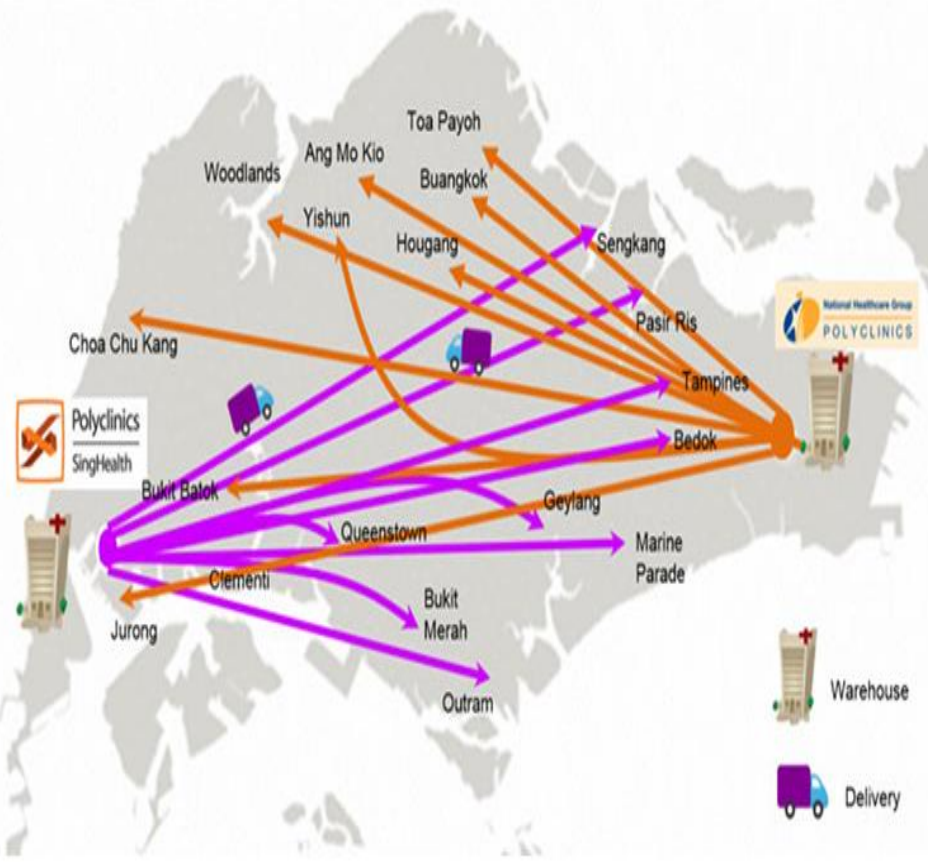 Toa Payoh
Ang Mo Kio
Woodlands
Buangkok
Yishun
Hougang
Sengkang
National Healthcare Group
POLYCLINICS
Pasir Ris
Choa Chu Kang
Tampines
Polyclinics
SingHealth
Bedok
Bukit Batok
Geylang
Queenstown
Marine
Parade
Clementi
Bukit
Merah
Jurong
Outram
Warehouse
Delivery